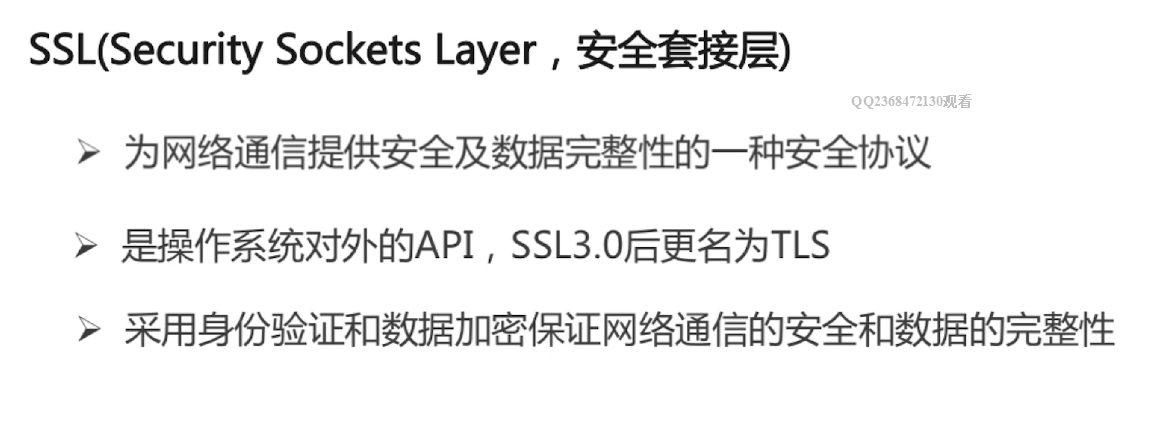 SSL(Security Sockets Layer，安全套接层)
QQ2368472130观看
为网络通信提供安全及数据完整性的一种安全协议
是操作系统对外的API，SSL3.0后更名为TLS
采用身份验证和数据加密保证网络通信的安全和数据的完整性